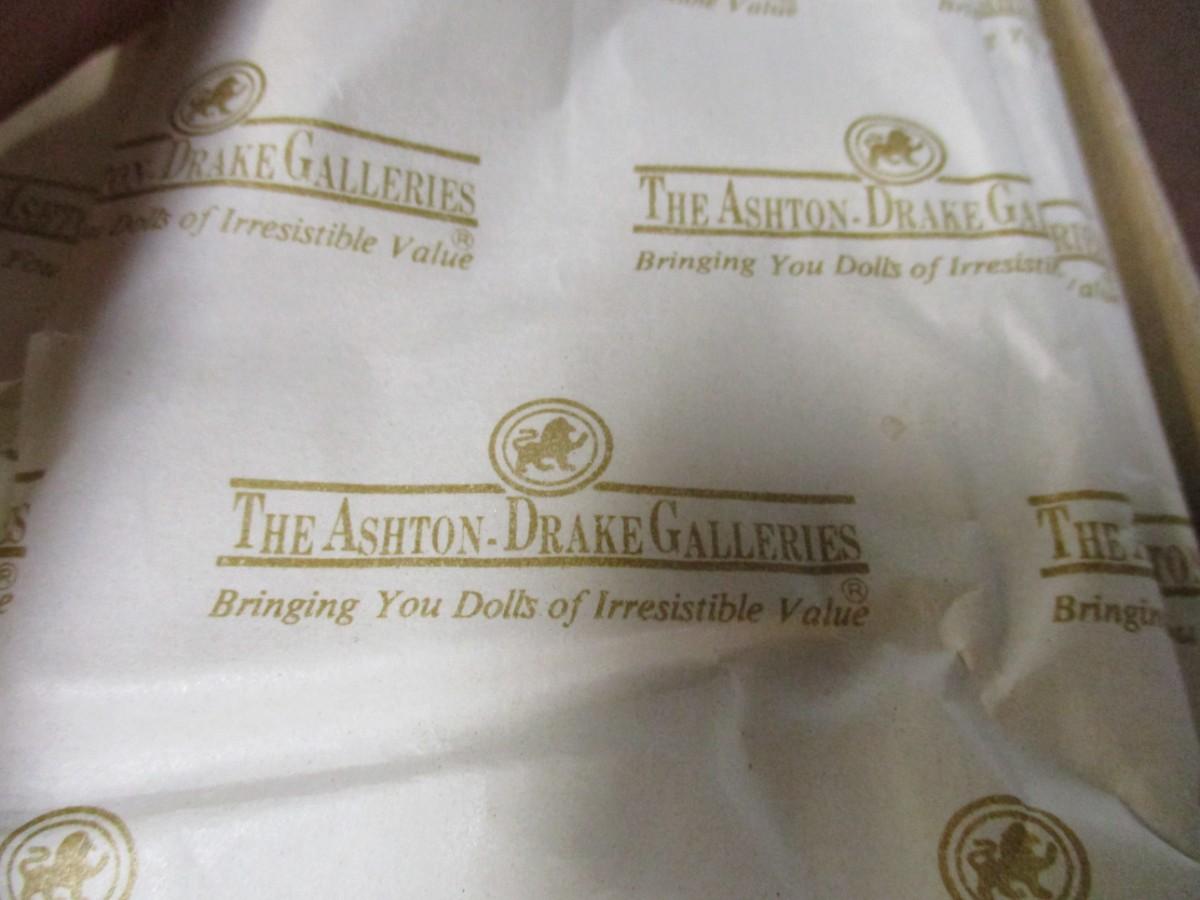 Value
DRAKE GALLERIES
Dolls of Irresistible Value®
THE ASHTON-DRAKE GA
Bringing You Dolls of Irresist
THE ASHTON-DRAKE GALLERIES
Bringing You Dolls of Irresistible Value®
THE
Bringin